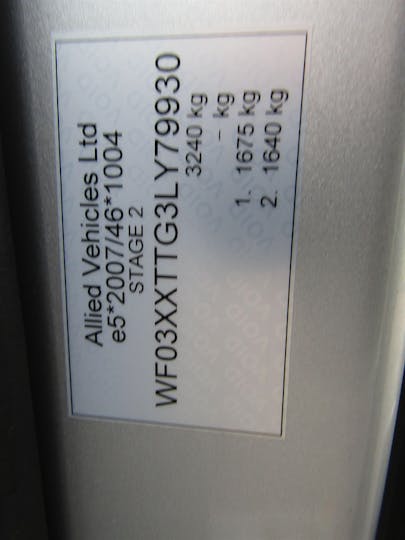 Allied Vehicles Ltd
e5*2007/46*1004
STAGE 2
WF03XXTTG3LY79930
3240 kg
- kg
1. 1675 kg
2. 1640 kg